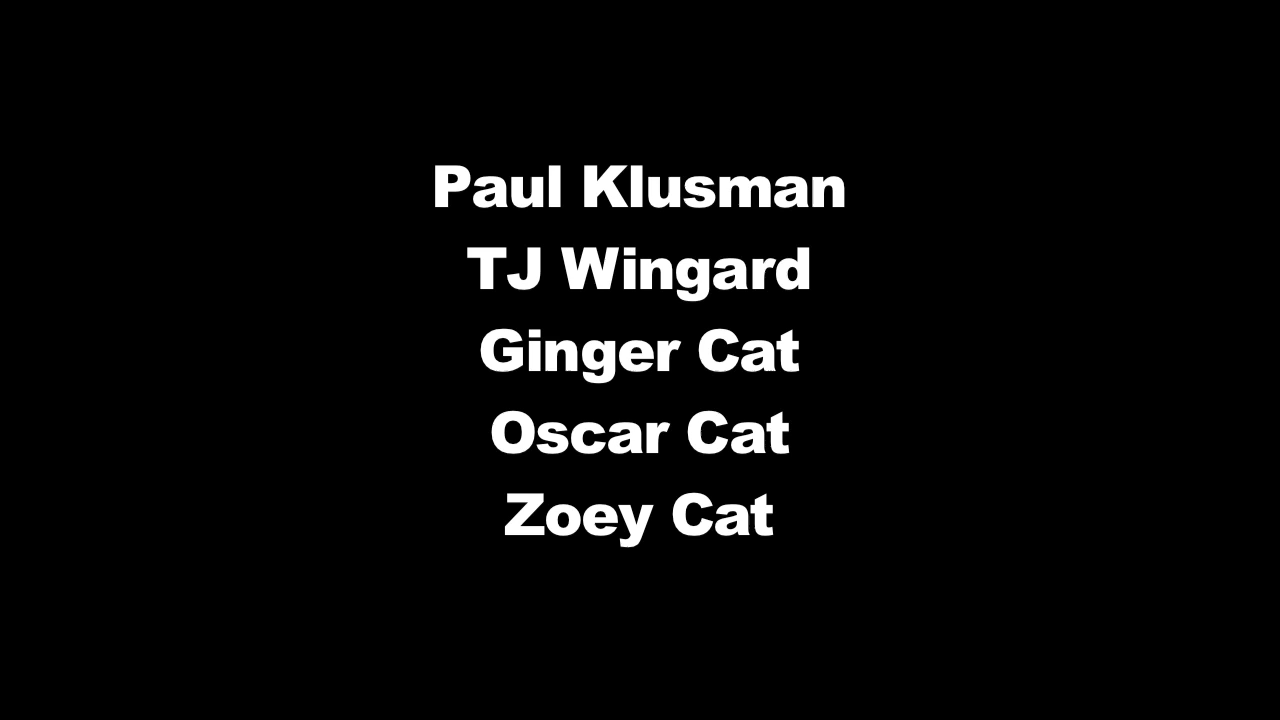 Paul Klusman
TJ Wingard
Ginger Cat
Oscar Cat
Zoey Cat